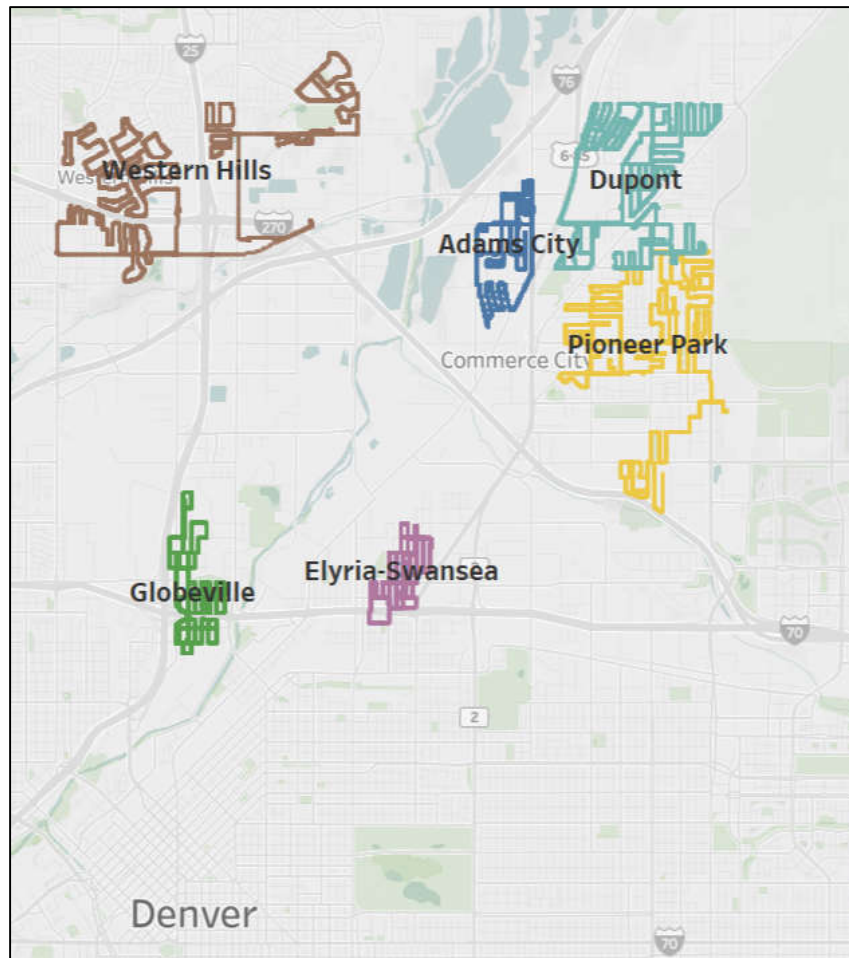 25
76
6-85
Western Hills
Dupont
270
Adams City
Commerce City
Pioneer Park
Elyria-Swansea
Globeville
70
2
Denver
70